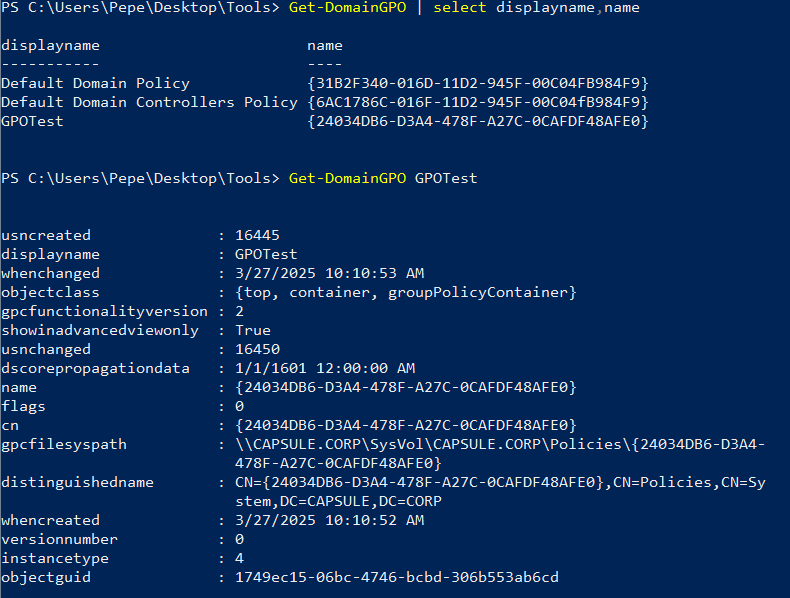 PS C:\Users\Pepe\Desktop\Tools> Get-DomainGPO | select displayname,name
displayname                       name
-----------                       ----
Default Domain Policy             {31B2F340-016D-11D2-945F-00C04FB984F9}
Default Domain Controllers Policy {6AC1786C-016F-11D2-945F-00C04fB984F9}
GPOTest                           {24034DB6-D3A4-478F-A27C-0CAFDF48AFE0}
PS C:\Users\Pepe\Desktop\Tools> Get-DomainGPO GPOTest
usncreated              : 16445
displayname             : GPOTest
whenchanged             : 3/27/2025 10:10:53 AM
objectclass             : {top, container, groupPolicyContainer}
gpcfunctionalityversion : 2
showinadvancedviewonly  : True
usnchanged              : 16450
dscorepropagationdata   : 1/1/1601 12:00:00 AM
name                    : {24034DB6-D3A4-478F-A27C-0CAFDF48AFE0}
flags                   : 0
cn                      : {24034DB6-D3A4-478F-A27C-0CAFDF48AFE0}
gpcfilesyspath          : \\CAPSULE.CORP\SysVol\CAPSULE.CORP\Policies\{24034DB6-D3A4-
                          478F-A27C-0CAFDF48AFE0}
distinguishedname       : CN={24034DB6-D3A4-478F-A27C-0CAFDF48AFE0},CN=Policies,CN=Sy
                          stem,DC=CAPSULE,DC=CORP
whencreated             : 3/27/2025 10:10:52 AM
versionnumber           : 0
instancetype            : 4
objectguid              : 1749ec15-06bc-4746-bcbd-306b553ab6cd